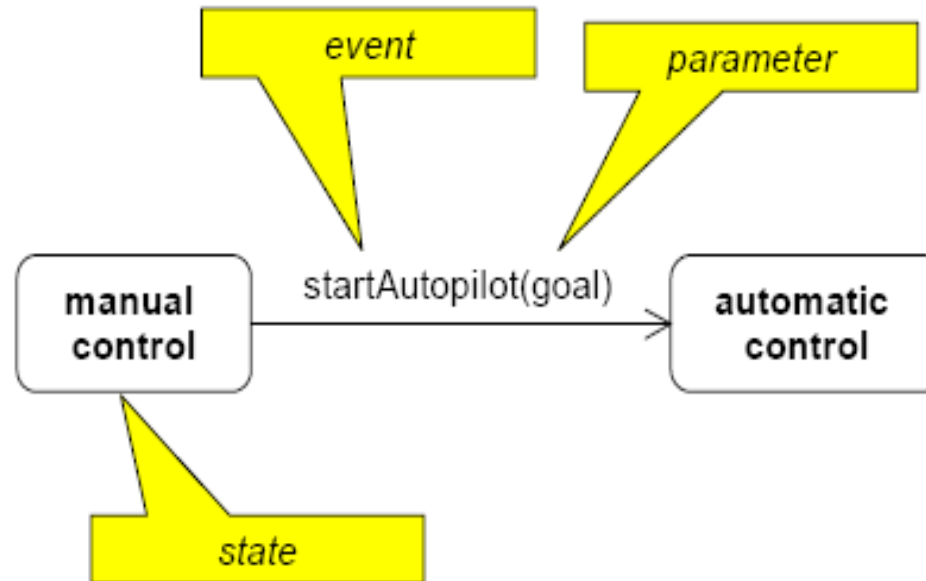 event
parameter
startAutopilot(goal)
manual
control
automatic
control
state